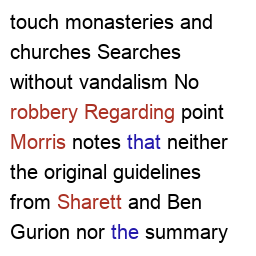 touch monasteries and
churches Searches
without vandalism No
robbery Regarding point
Morris notes that neither
the original guidelines
from Sharett and Ben
Gurion nor the summary